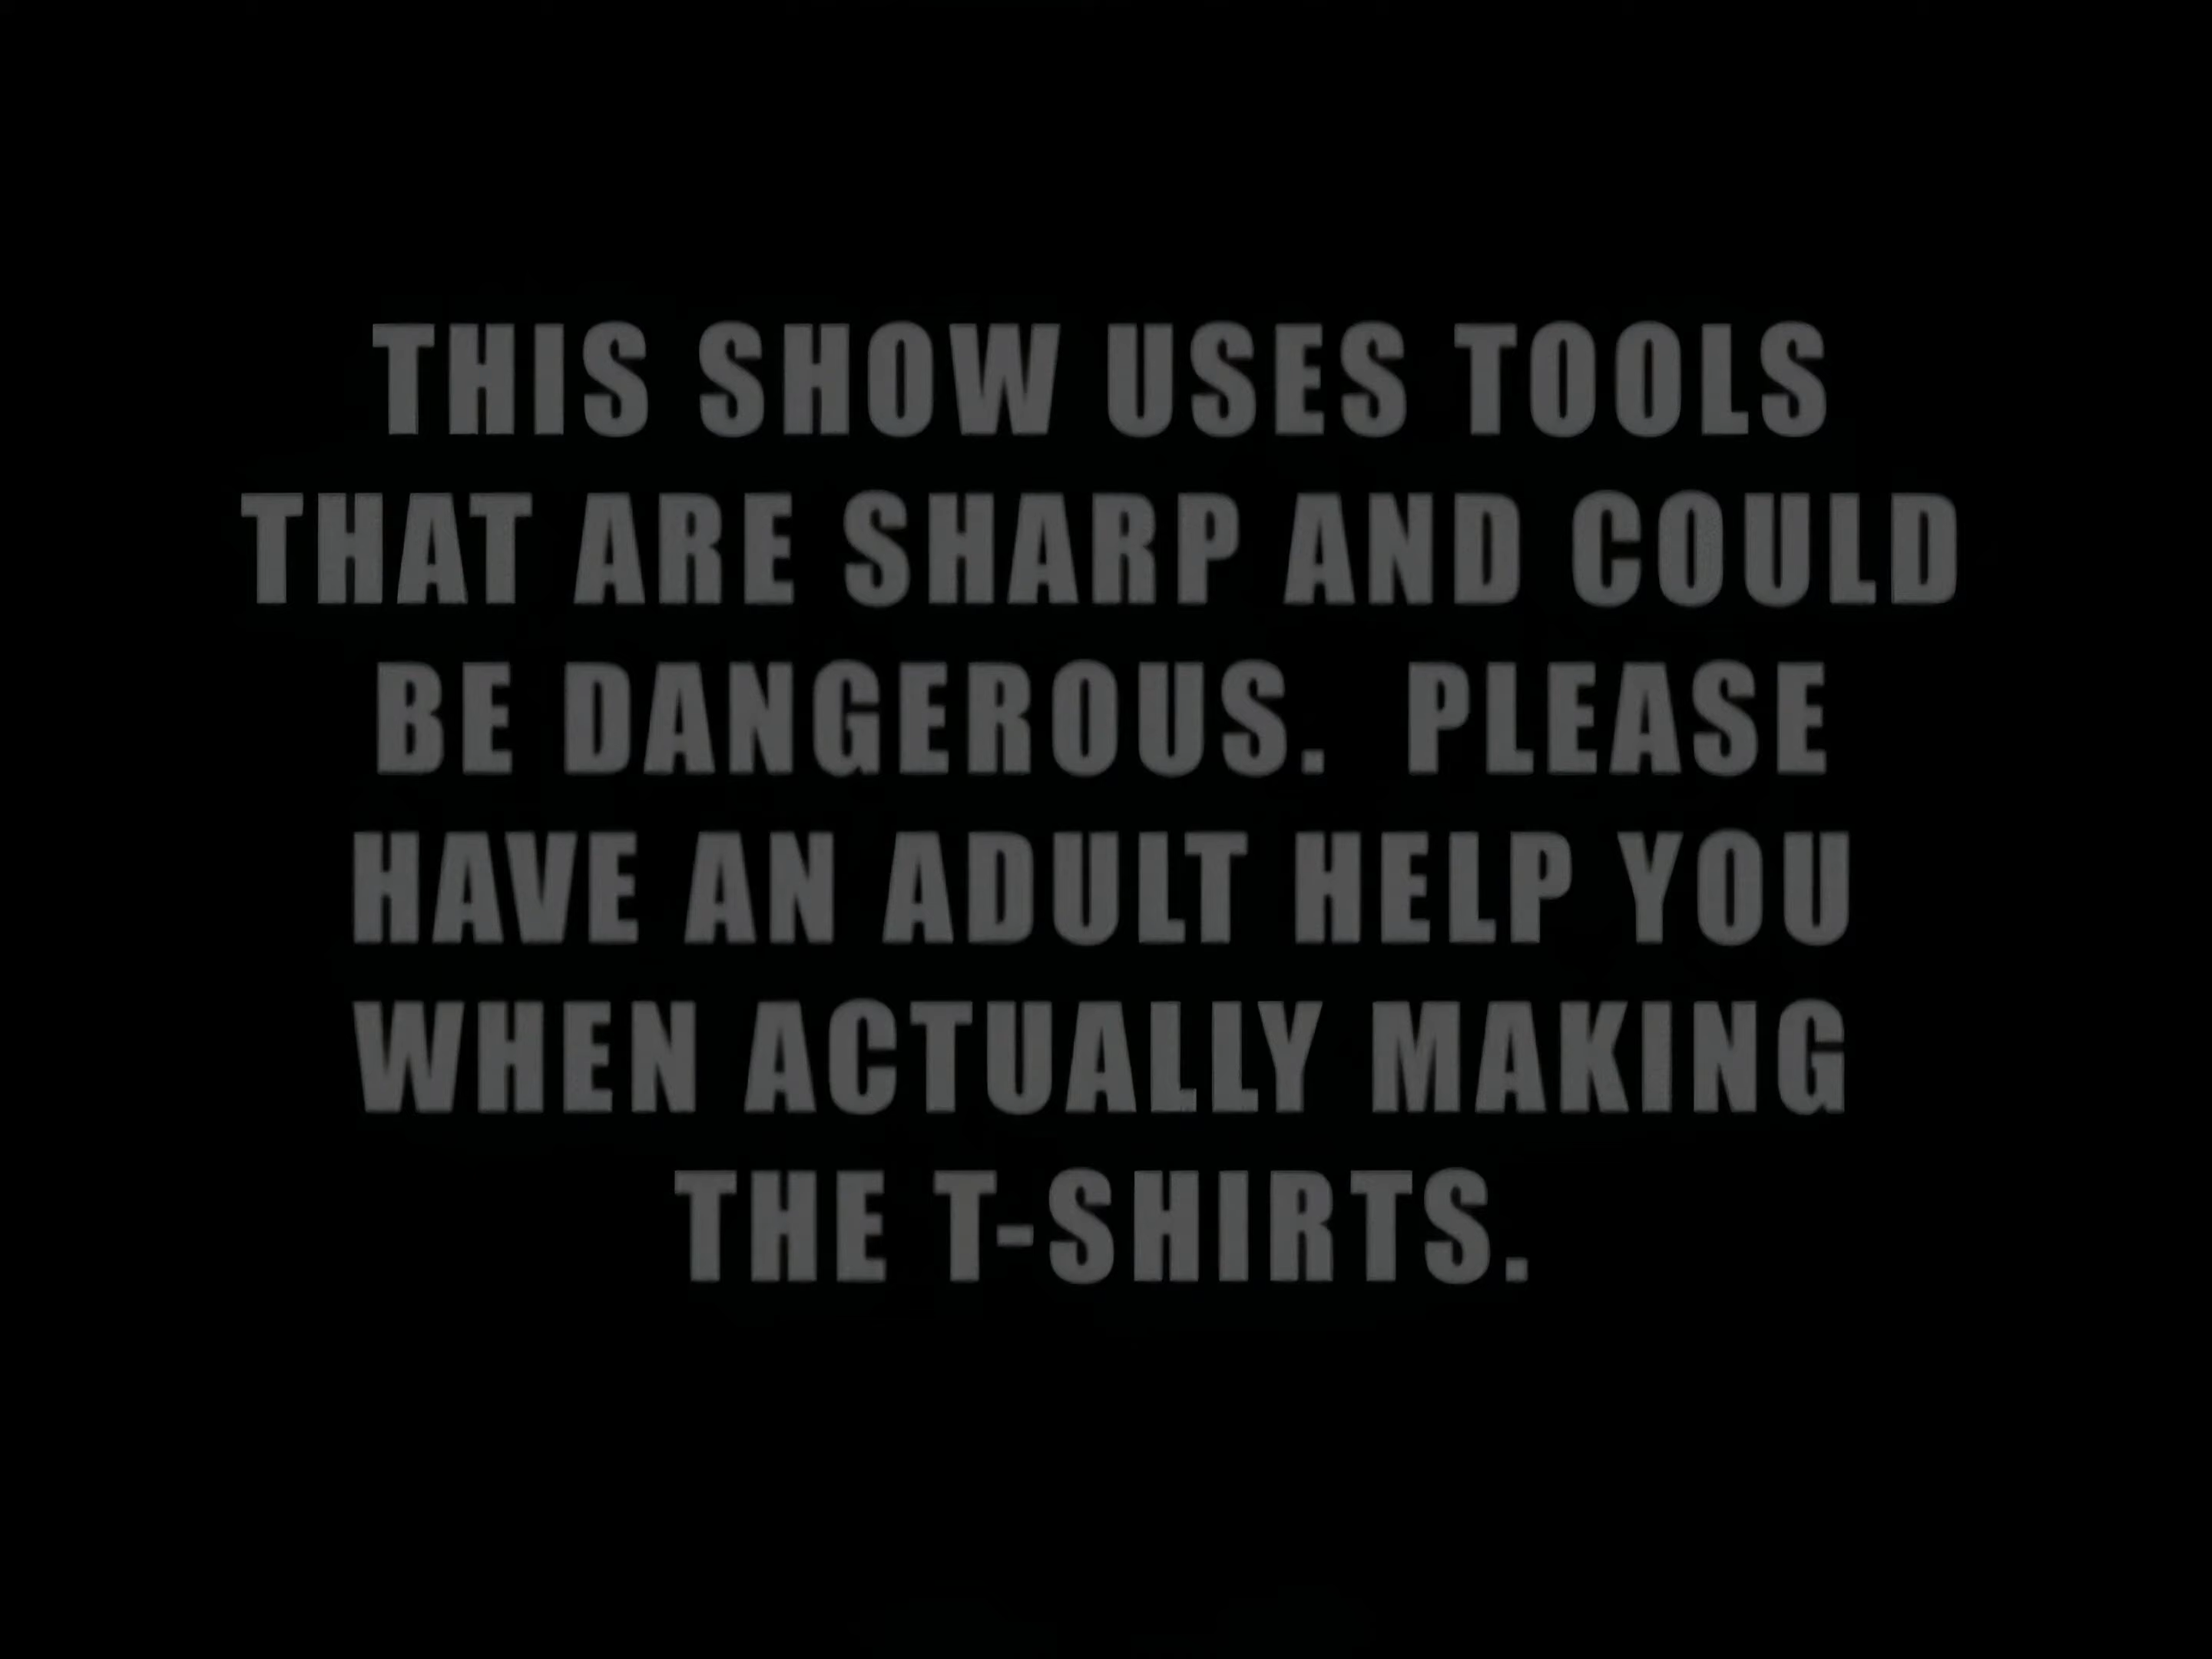 THIS SHOW USES TOOLS
THAT ARE SHARP AND COULD
BE DANGEROUS.  PLEASE
HAVE AN ADULT HELP YOU
WHEN ACTUALLY MAKING
THE T-SHIRTS.